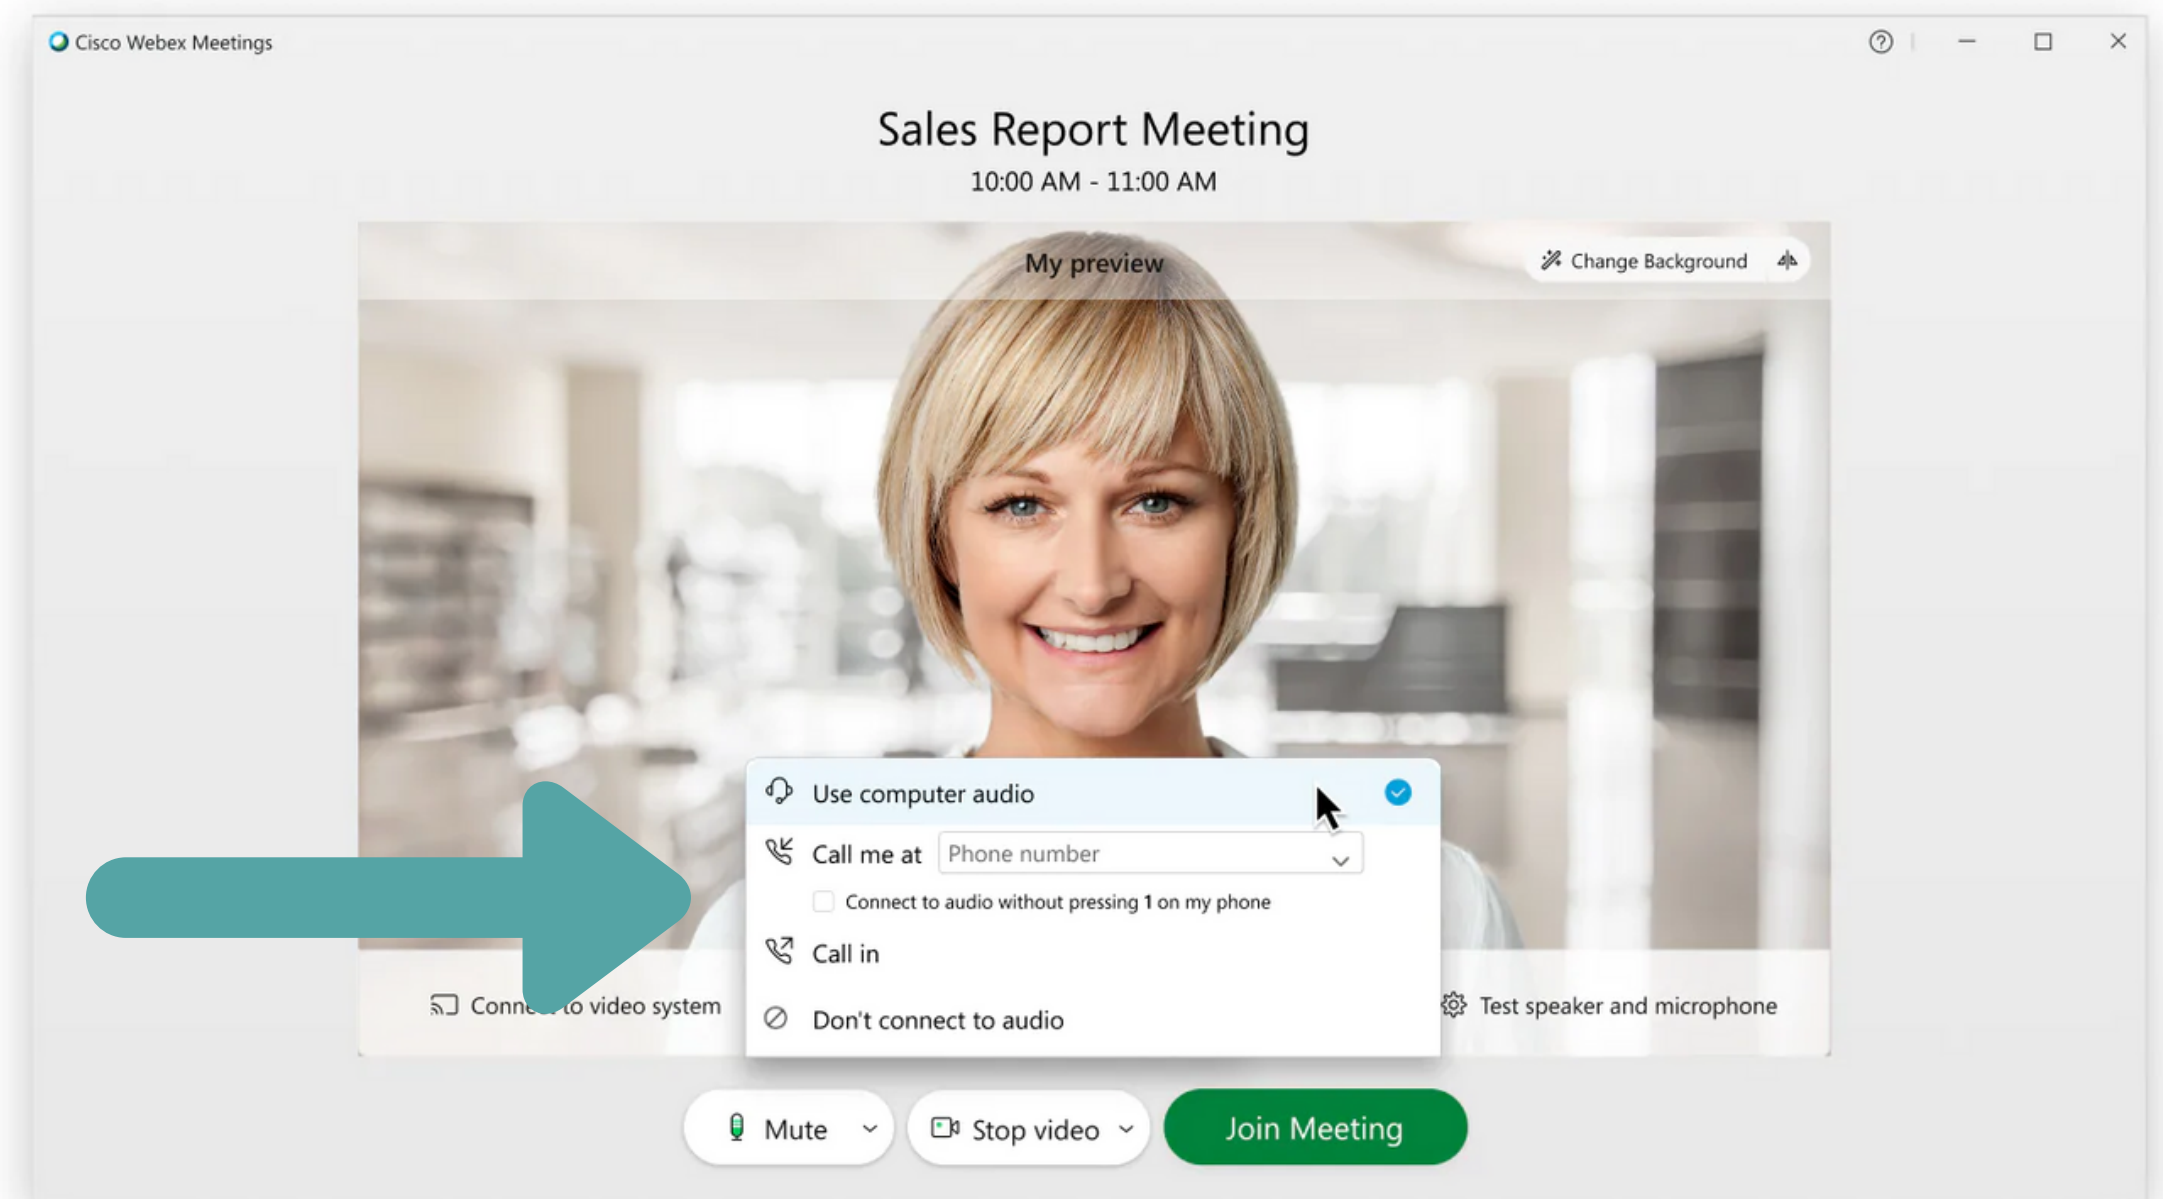 Cisco Webex Meetings
Sales Report Meeting
10:00 AM - 11:00 AM
My preview
Change Background
Use computer audio
Call me at Phone number
Connect to audio without pressing 1 on my phone
Call in
Connect to video system
Don't connect to audio
Test speaker and microphone
Mute
Stop video
Join Meeting